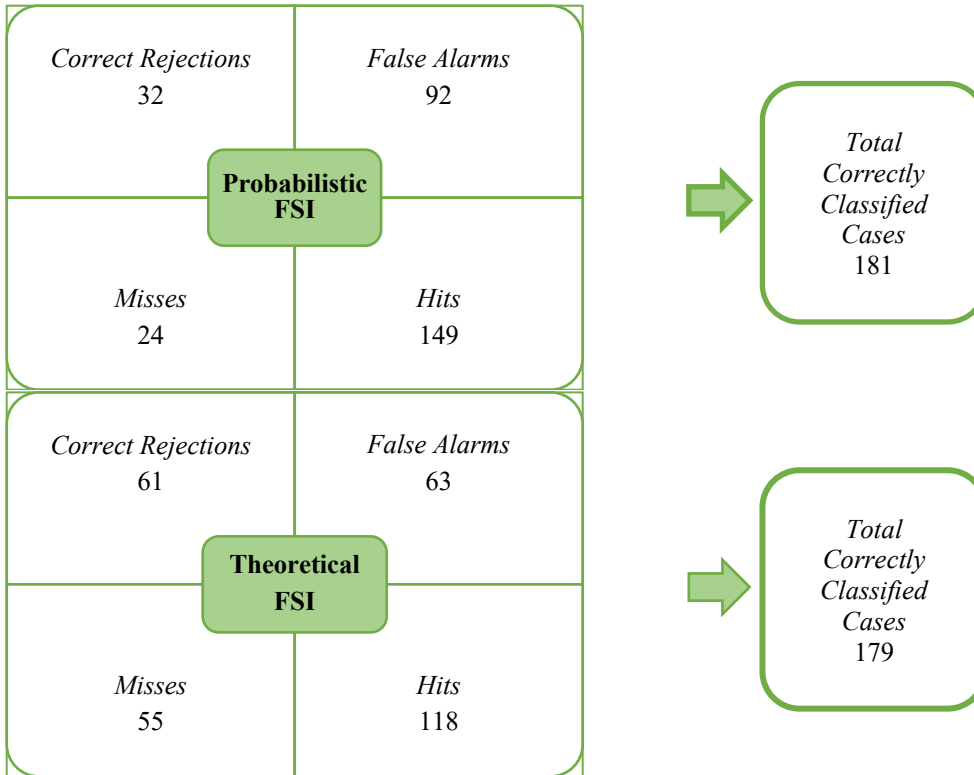 Correct Rejections
32
False Alarms
92
Probabilistic
FSI
Misses
24
Hits
149
Total
Correctly
Classified
Cases
181
Correct Rejections
61
False Alarms
63
Theoretical
FSI
Misses
55
Hits
118
Total
Correctly
Classified
Cases
179